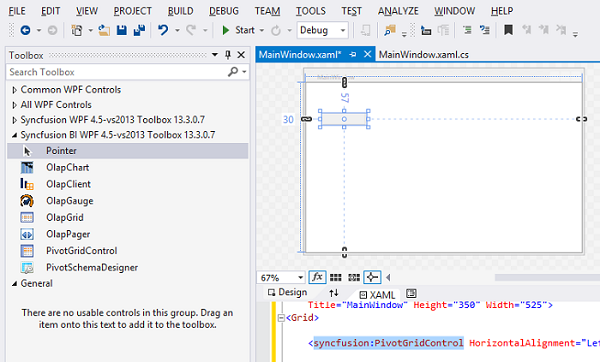 FILE EDIT VIEW PROJECT BUILD DEBUG TEAM TOOLS TEST ANALYZE WINDOW HELP
Start Debug
Toolbox
Search Toolbox
Common WPF Controls
All WPF Controls
Syncfusion WPF 4.5-vs2013 Toolbox 13.3.0.7
Syncfusion BI WPF 4.5-vs2013 Toolbox 13.3.0.7
Pointer
OlapChart
OlapClient
OlapGauge
OlapGrid
OlapPager
PivotGridControl
PivotSchemaDesigner
General
There are no usable controls in this group. Drag an
item onto this text to add it to the toolbox.
MainWindow.xaml* MainWindow.xaml.cs
MainWindow
57
30
67% fx
Design XAML
Title="MainWindow" Height="350" Width="525">
<Grid>
<syncfusion:PivotGridControl HorizontalAlignment="Let